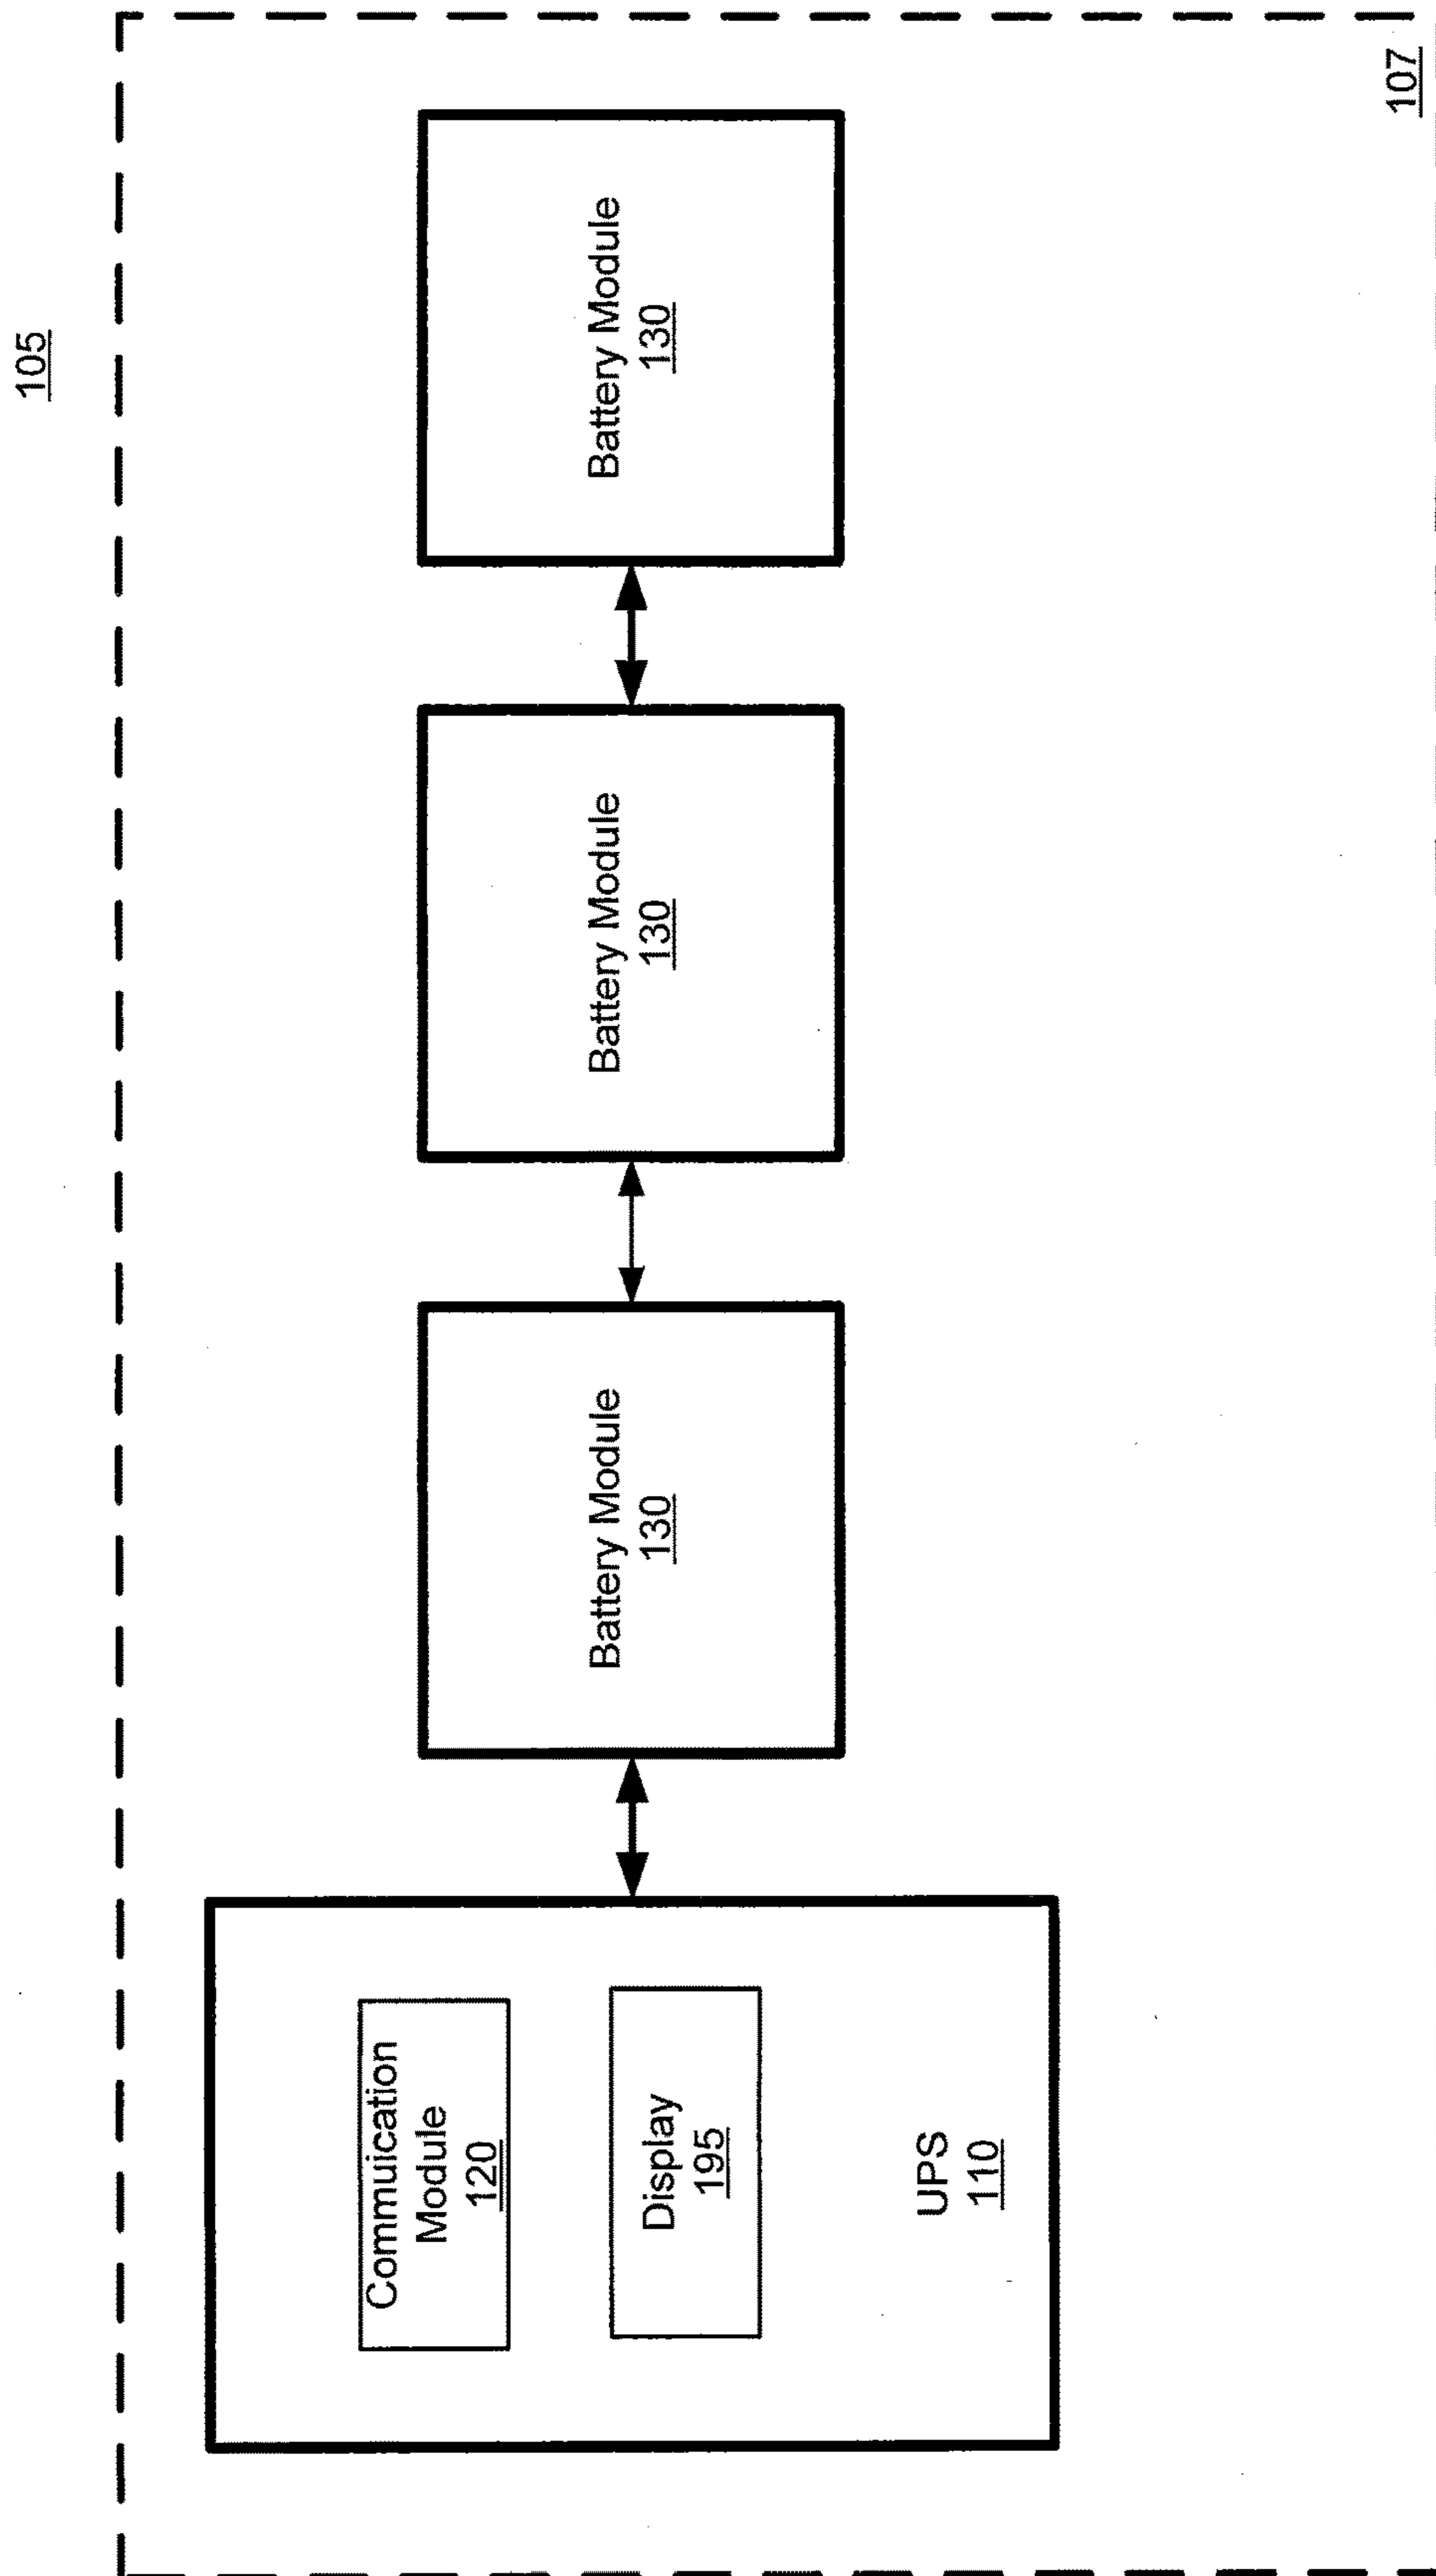 105
Commuication
Module
120
Display
195
UPS
110
Battery Module
130
Battery Module
130
Battery Module
130
107